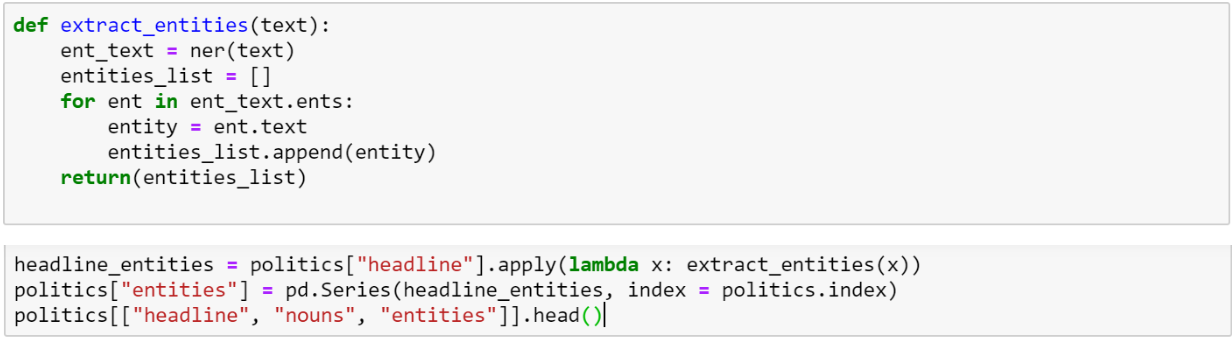 def extract_entities(text):
    ent_text = ner(text)
    entities_list = []
    for ent in ent_text.ents:
        entity = ent.text
        entities_list.append(entity)
    return(entities_list)
headline_entities = politics["headline"].apply(lambda x: extract_entities(x))
politics["entities"] = pd.Series(headline_entities, index = politics.index)
politics[["headline", "nouns", "entities"]].head()